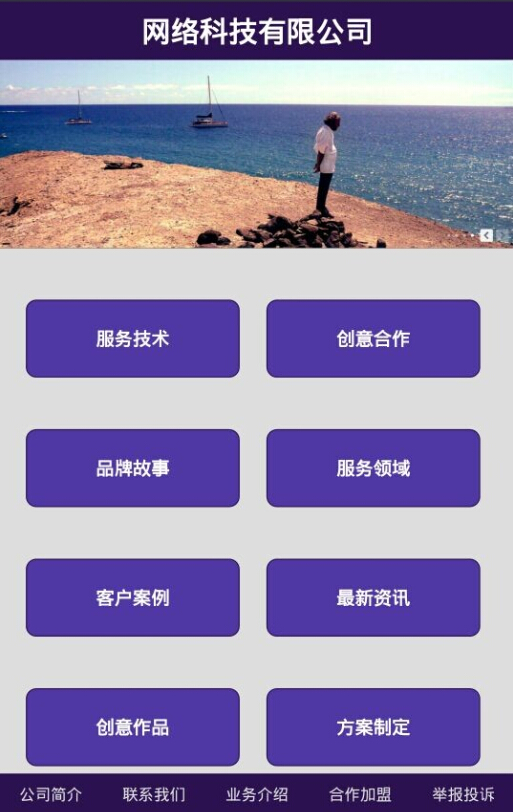 网络科技有限公司
服务技术 创意合作
品牌故事 服务领域
客户案例 最新资讯
创意作品 方案制定
公司简介 联系我们 业务介绍 合作加盟 举报投诉